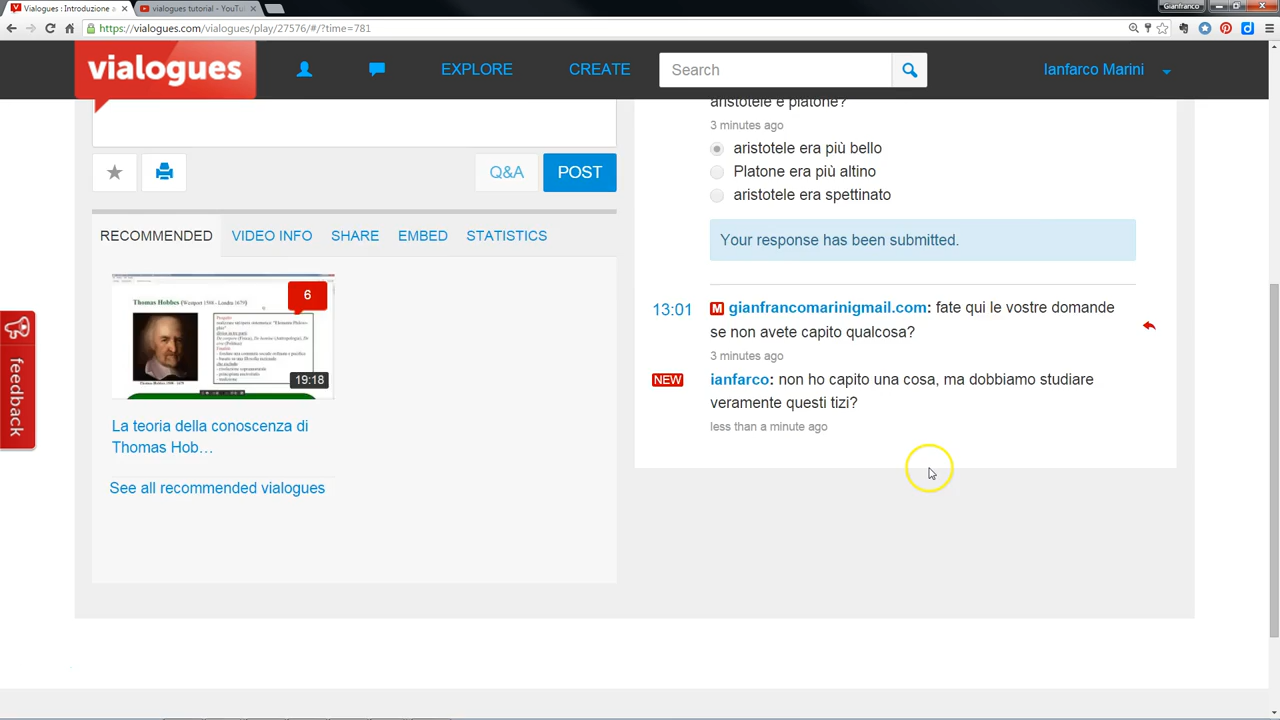 Vialogues : Introduzione a
vialogues tutorial - YouTu
Gianfranco
https://vialogues.com/vialogues/play/27576/#/?time=781
vialogues
EXPLORE
CREATE
Search
Ianfarco Marini
aristotele e platone?
3 minutes ago
aristotele era più bello
Platone era più altino
aristotele era spettinato
Your response has been submitted.
Q&A
POST
RECOMMENDED
VIDEO INFO
SHARE
EMBED
STATISTICS
Thomas Hobbes (Wesport 1588 - Londra 1679)
6
19:18
La teoria della conoscenza di
Thomas Hob…
See all recommended vialogues
13:01
M gianfrancomarinigmail.com: fate qui le vostre domande
se non avete capito qualcosa?
3 minutes ago
NEW
ianfarco: non ho capito una cosa, ma dobbiamo studiare
veramente questi tizi?
less than a minute ago
feedback